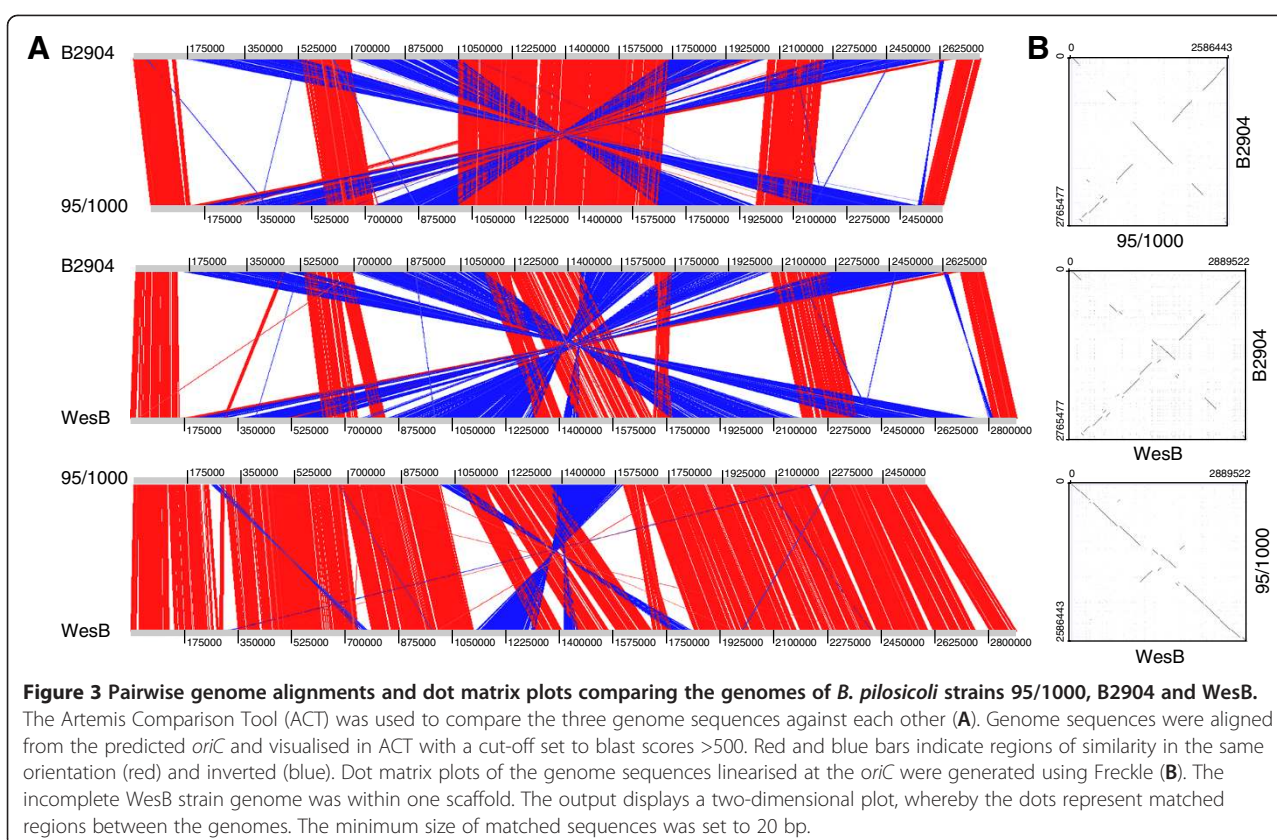 A
B
B2904
175000 350000 525000 700000 875000 1050000 1225000 1400000 1575000 1750000 1925000 2100000 2275000 2450000 2625000
95/1000
175000 350000 525000 700000 875000 1050000 1225000 1400000 1575000 1750000 1925000 2100000 2275000 2450000
0 2586443
0
2765477
B2904
95/1000
B2904
175000 350000 525000 700000 875000 1050000 1225000 1400000 1575000 1750000 1925000 2100000 2275000 2450000 2625000
WesB
175000 350000 525000 700000 875000 1050000 1225000 1400000 1575000 1750000 1925000 2100000 2275000 2450000 2625000 2800000
0 2889522
0
2765477
B2904
WesB
95/1000
175000 350000 525000 700000 875000 1050000 1225000 1400000 1575000 1750000 1925000 2100000 2275000 2450000
WesB
175000 350000 525000 700000 875000 1050000 1225000 1400000 1575000 1750000 1925000 2100000 2275000 2450000 2625000 2800000
0 2889522
0
2586443
95/1000
WesB
Figure 3 Pairwise genome alignments and dot matrix plots comparing the genomes of B. pilosicoli strains 95/1000, B2904 and WesB.
The Artemis Comparison Tool (ACT) was used to compare the three genome sequences against each other (A). Genome sequences were aligned
from the predicted oriC and visualised in ACT with a cut-off set to blast scores >500. Red and blue bars indicate regions of similarity in the same
orientation (red) and inverted (blue). Dot matrix plots of the genome sequences linearised at the oriC were generated using Freckle (B). The
incomplete WesB strain genome was within one scaffold. The output displays a two-dimensional plot, whereby the dots represent matched
regions between the genomes. The minimum size of matched sequences was set to 20 bp.